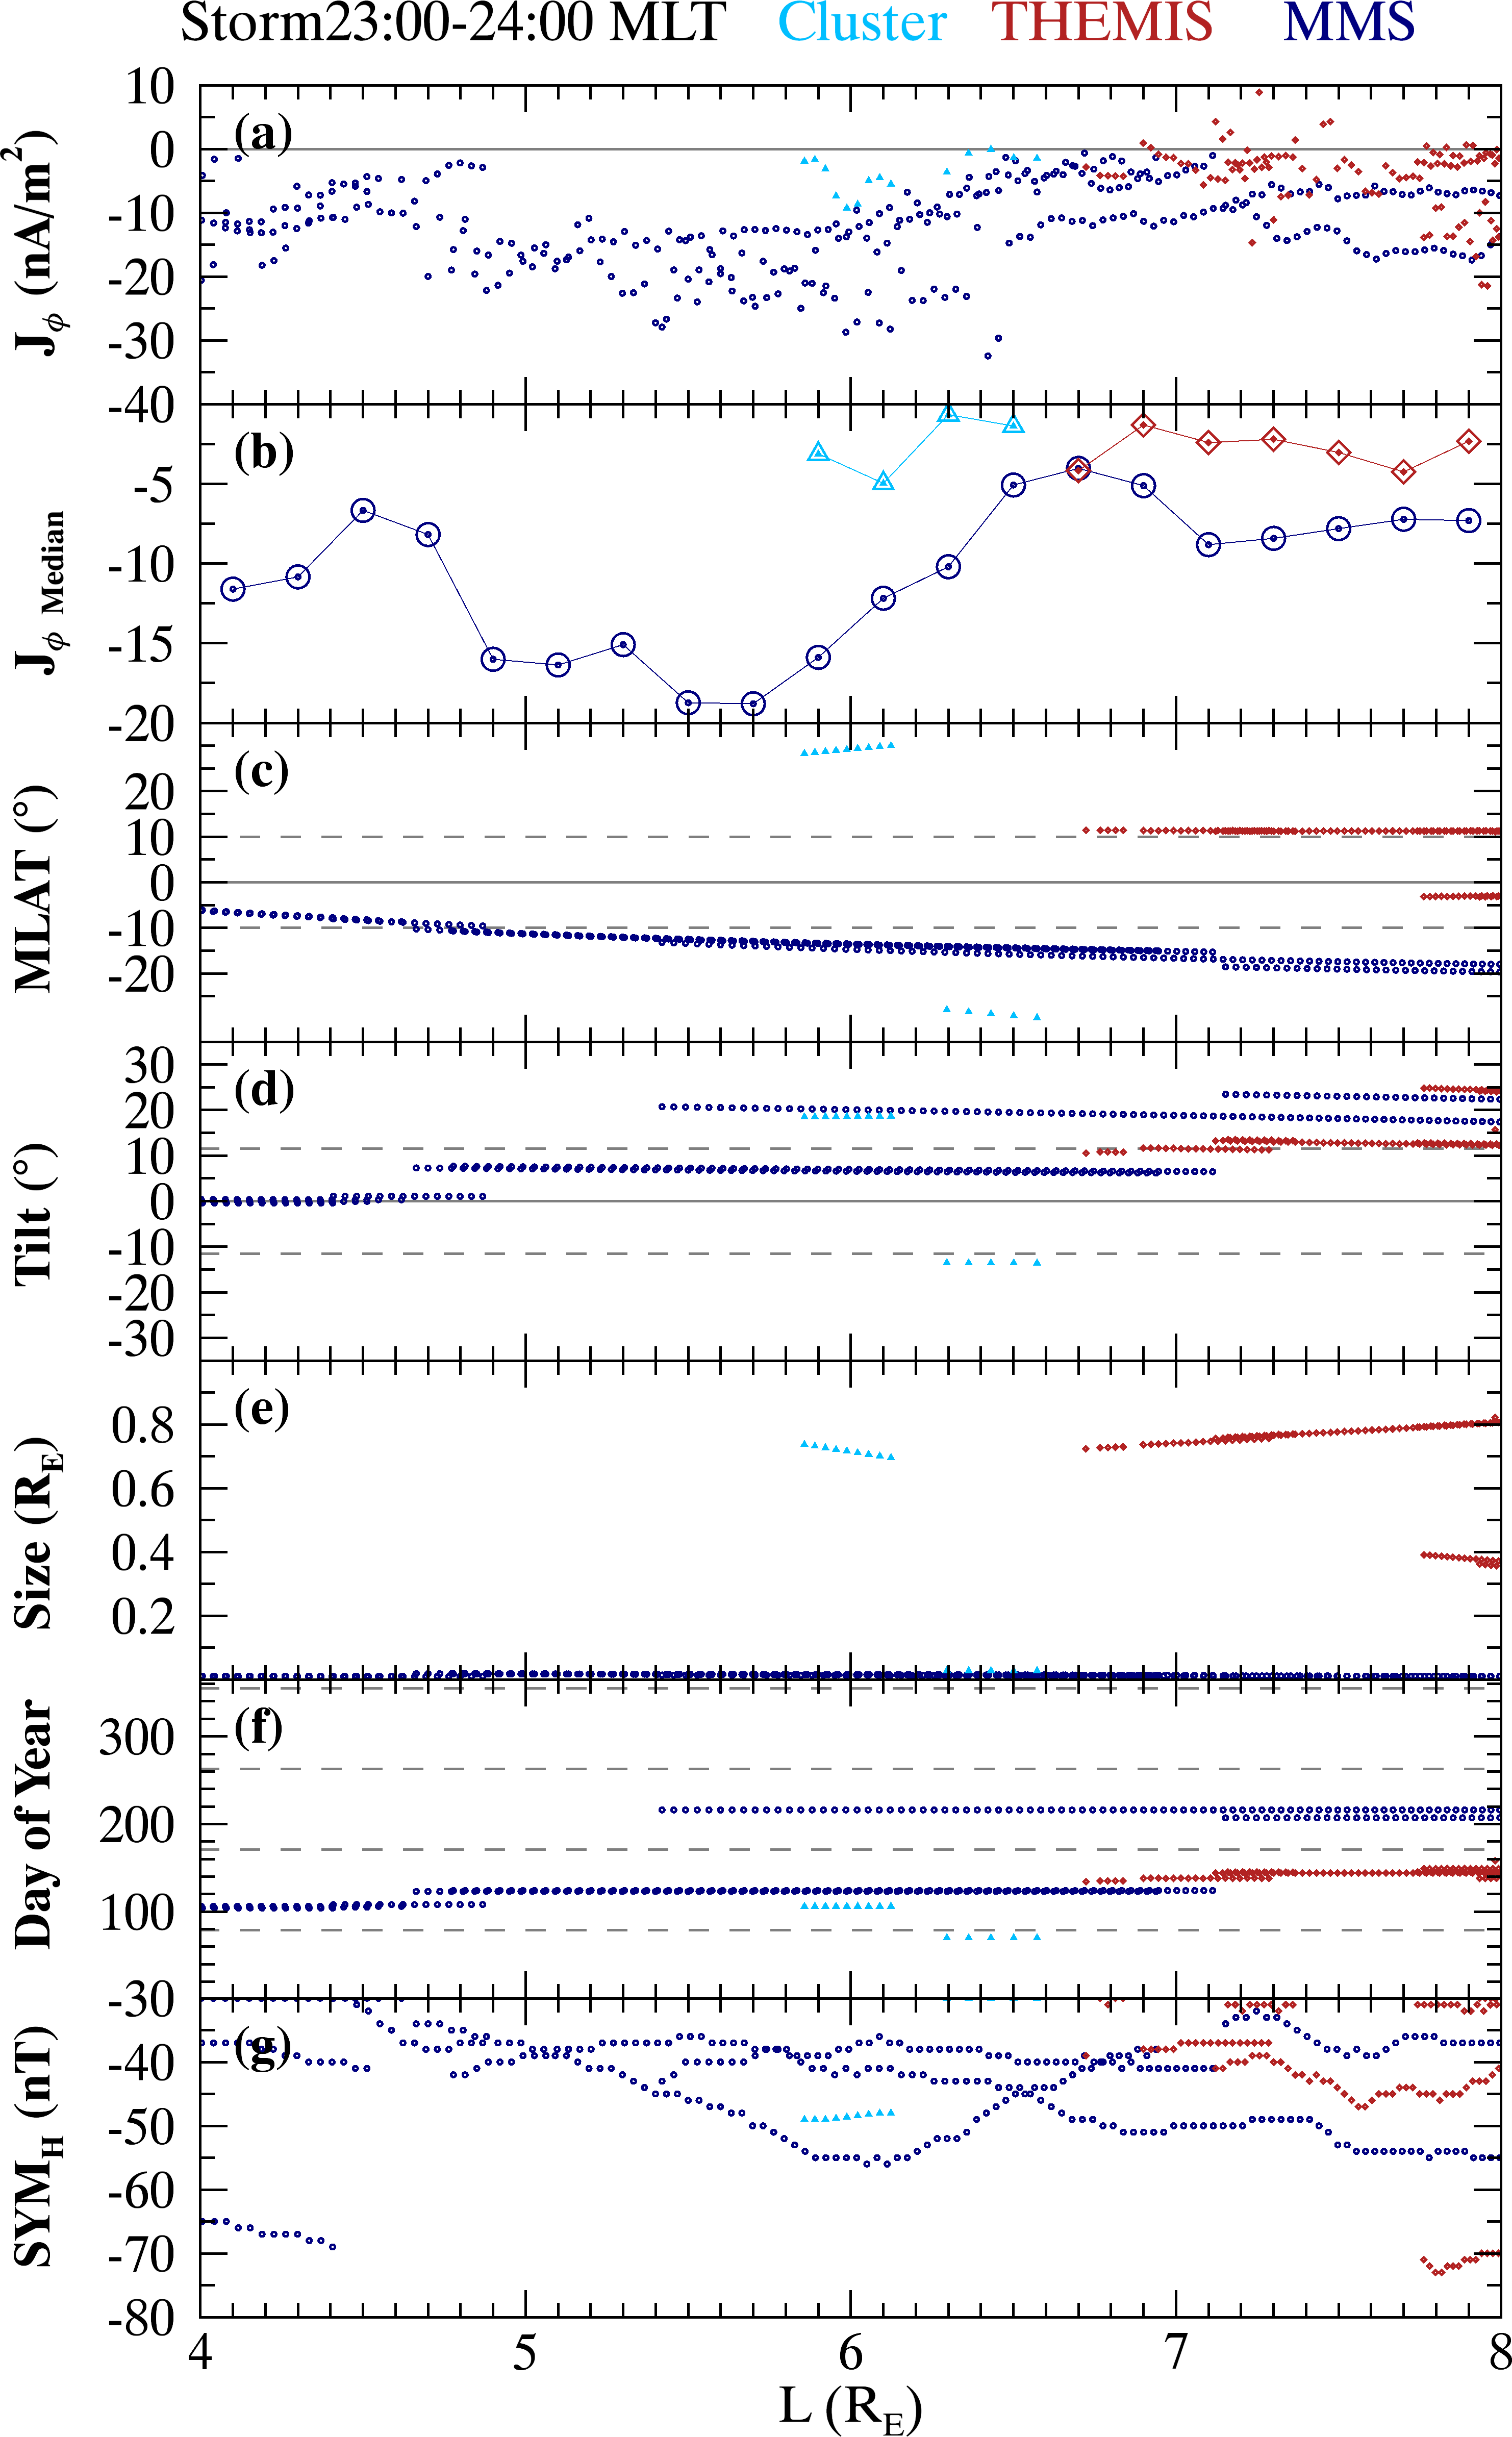 Storm23:00-24:00 MLT Cluster THEMIS MMS
(a)
J𝜙 (nA/m²)
10
0
-10
-20
-30
-40
(b)
J𝜙 Median
-5
-10
-15
-20
(c)
MLAT (°)
20
10
0
-10
-20
(d)
Tilt (°)
30
20
10
0
-10
-20
-30
(e)
Size (RE)
0.8
0.6
0.4
0.2
(f)
Day of Year
300
200
100
(g)
SYMH (nT)
-30
-40
-50
-60
-70
-80
4 5 6 7 8
L (RE)